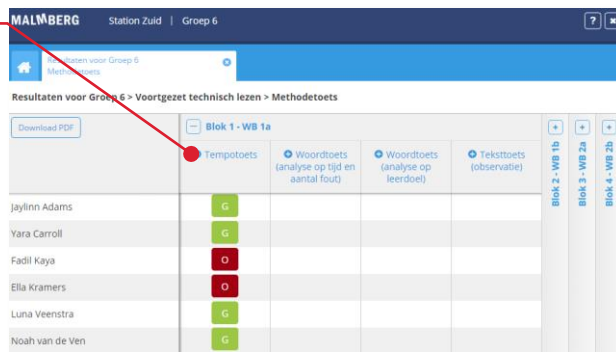 MALMBERG Station Zuid | Groep 6 ?
Resultaten voor Groep 6
Methodetoets
Resultaten voor Groep 6 > Voortgezet technisch lezen > Methodetoets
Download PDF
Blok 1 - WB 1a
Tempotoets
Woordtoets
(analyse op tijd en
aantal fout)
Woordtoets
(analyse op
leerdoel)
Teksttoets
(observatie)
Blok 2 - WB 1b
Blok 3 - WB 2a
Blok 4 - WB 2b
Jaylinn Adams G
Yara Carroll G
Fadil Kaya O
Ella Kramers O
Luna Veenstra G
Noah van de Ven G